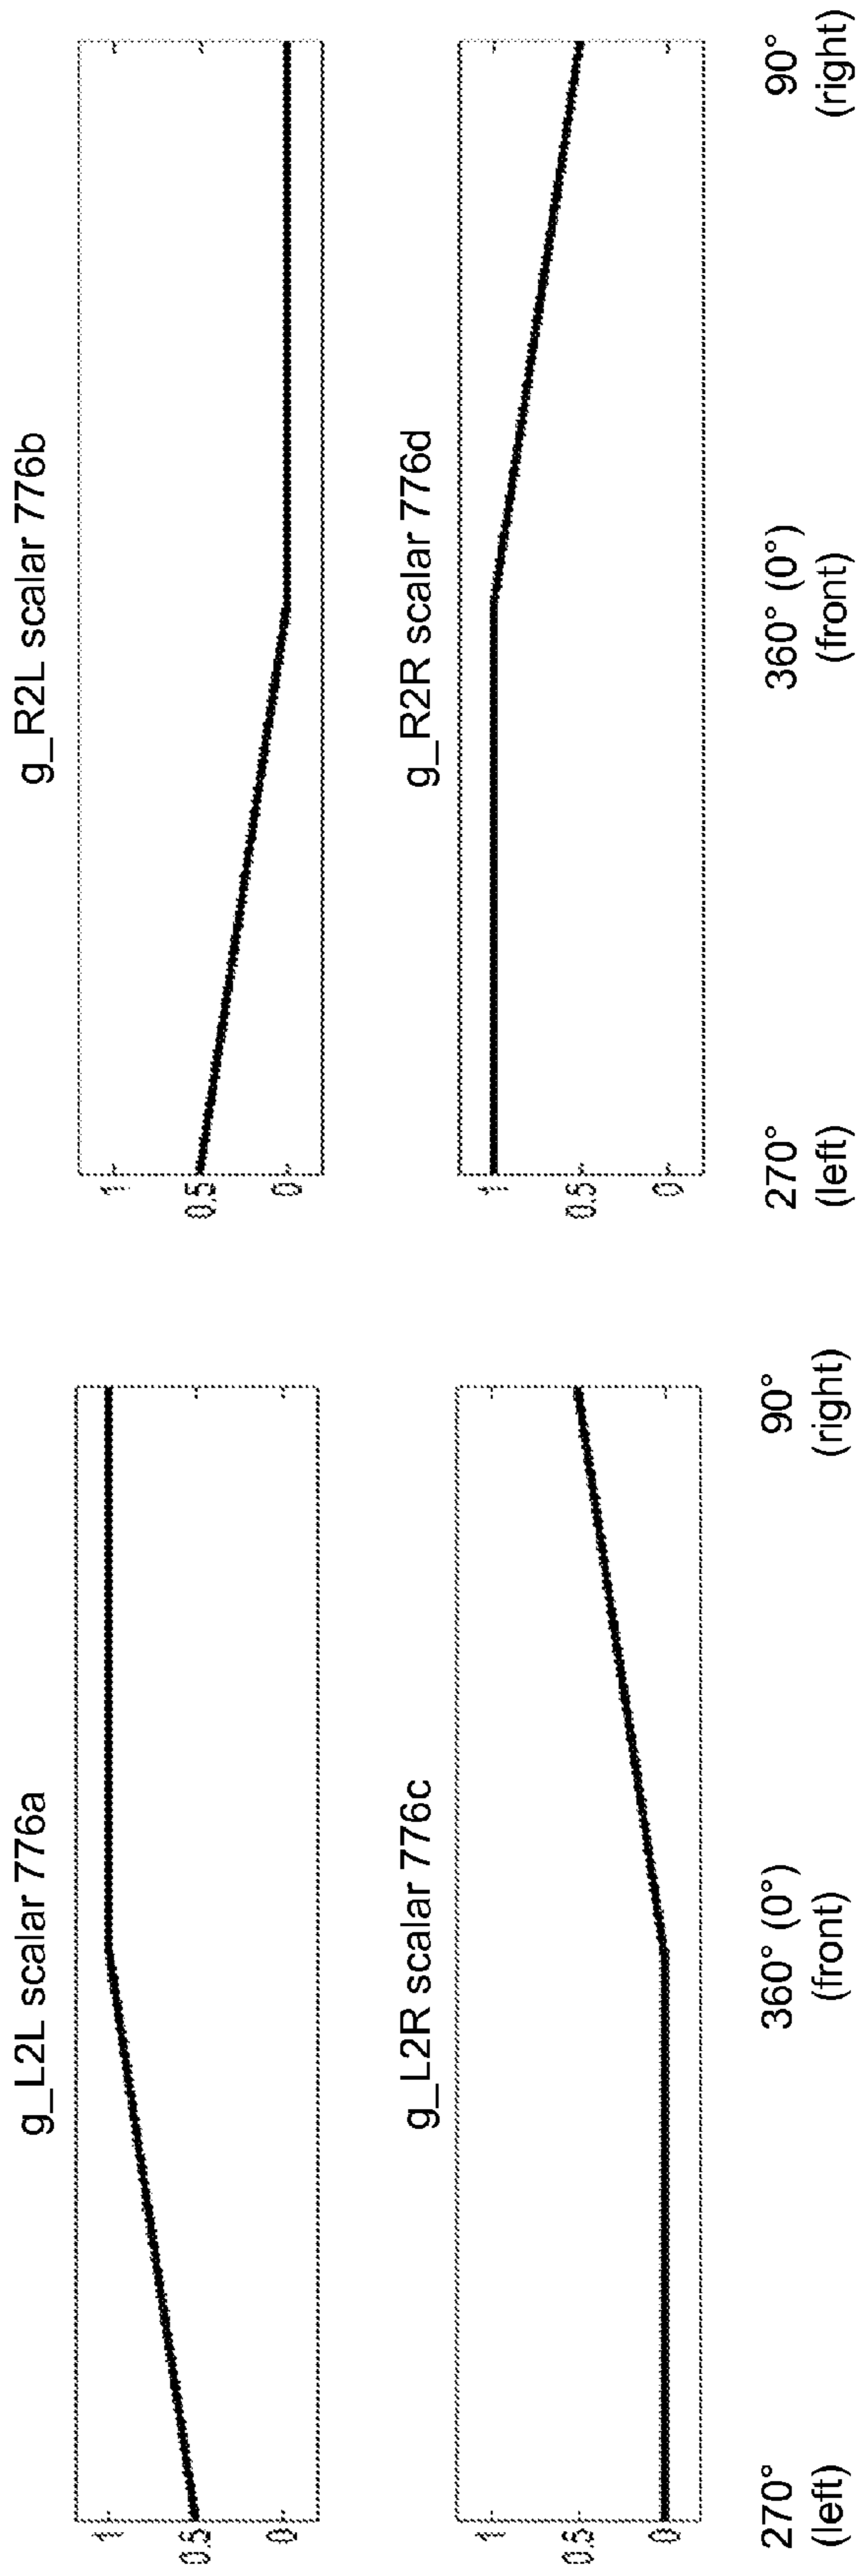 g_L2L scalar 776a
1
0.5
0
g_R2L scalar 776b
1
0.5
0
g_L2R scalar 776c
1
0.5
0
g_R2R scalar 776d
1
0.5
0
270°
(left)
360° (0°)
(front)
90°
(right)
270°
(left)
360° (0°)
(front)
90°
(right)